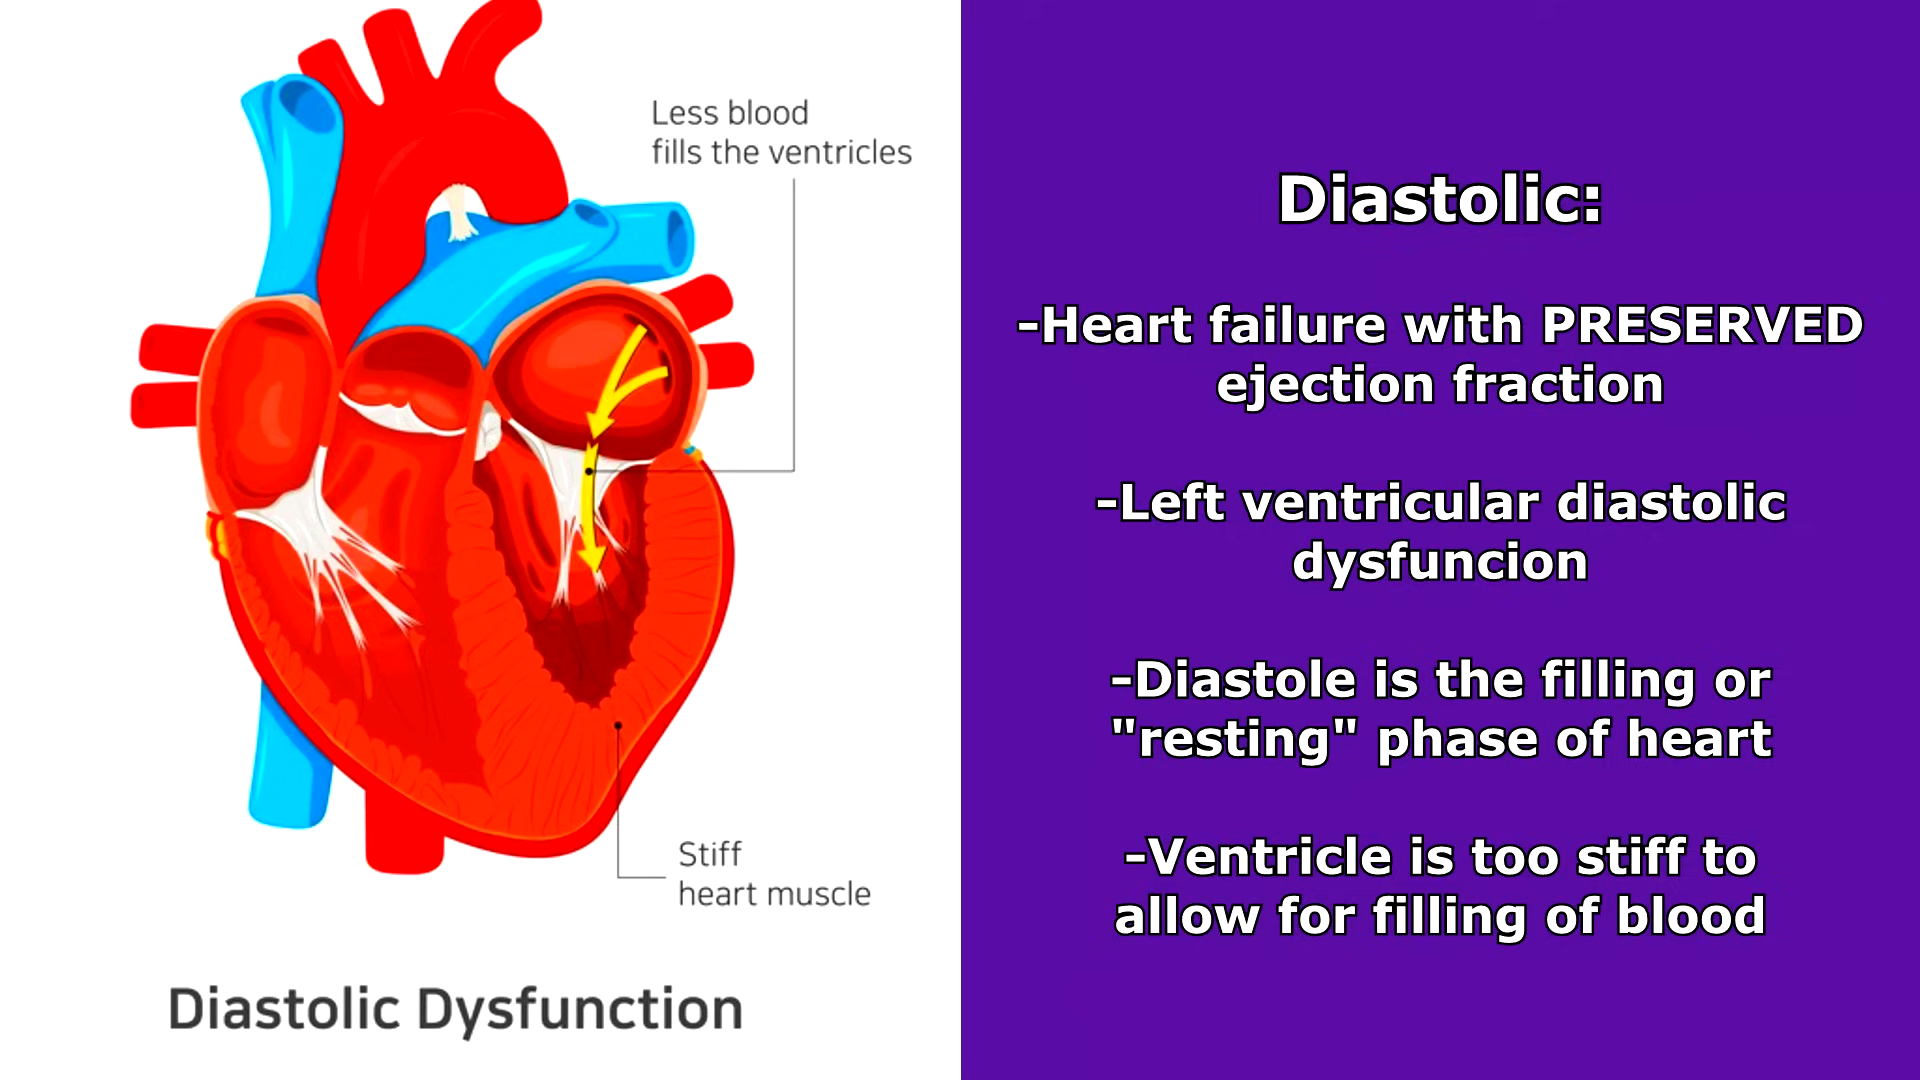 Less blood
fills the ventricles
Stiff
heart muscle
Diastolic Dysfunction
Diastolic:
-Heart failure with PRESERVED
ejection fraction
-Left ventricular diastolic
dysfuncion
-Diastole is the filling or
"resting" phase of heart
-Ventricle is too stiff to
allow for filling of blood